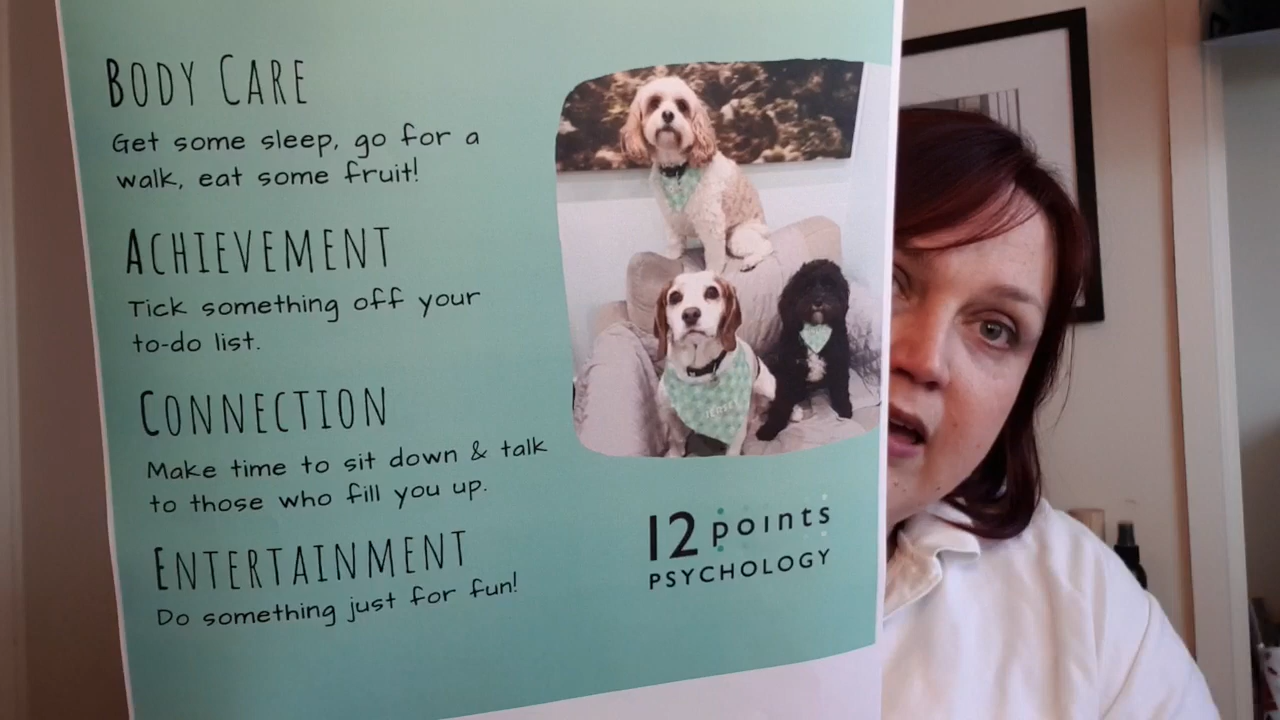 BODY CARE
Get some sleep, go for a
walk, eat some fruit!
ACHIEVEMENT
Tick something off your
to-do list.
CONNECTION
Make time to sit down & talk
to those who fill you up.
ENTERTAINMENT
Do something just for fun!
12 points
PSYCHOLOGY